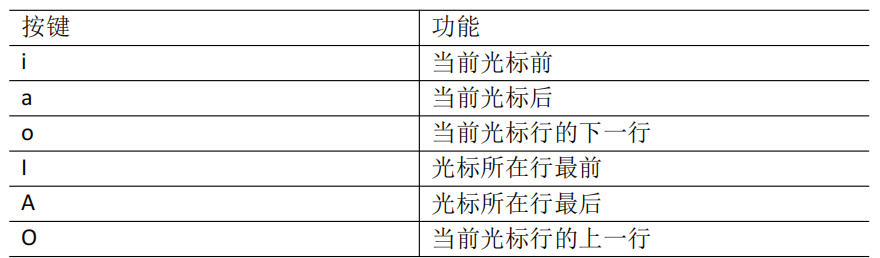 按键 功能
i 当前光标前
a 当前光标后
o 当前光标行的下一行
I 光标所在行最前
A 光标所在行最后
O 当前光标行的上一行